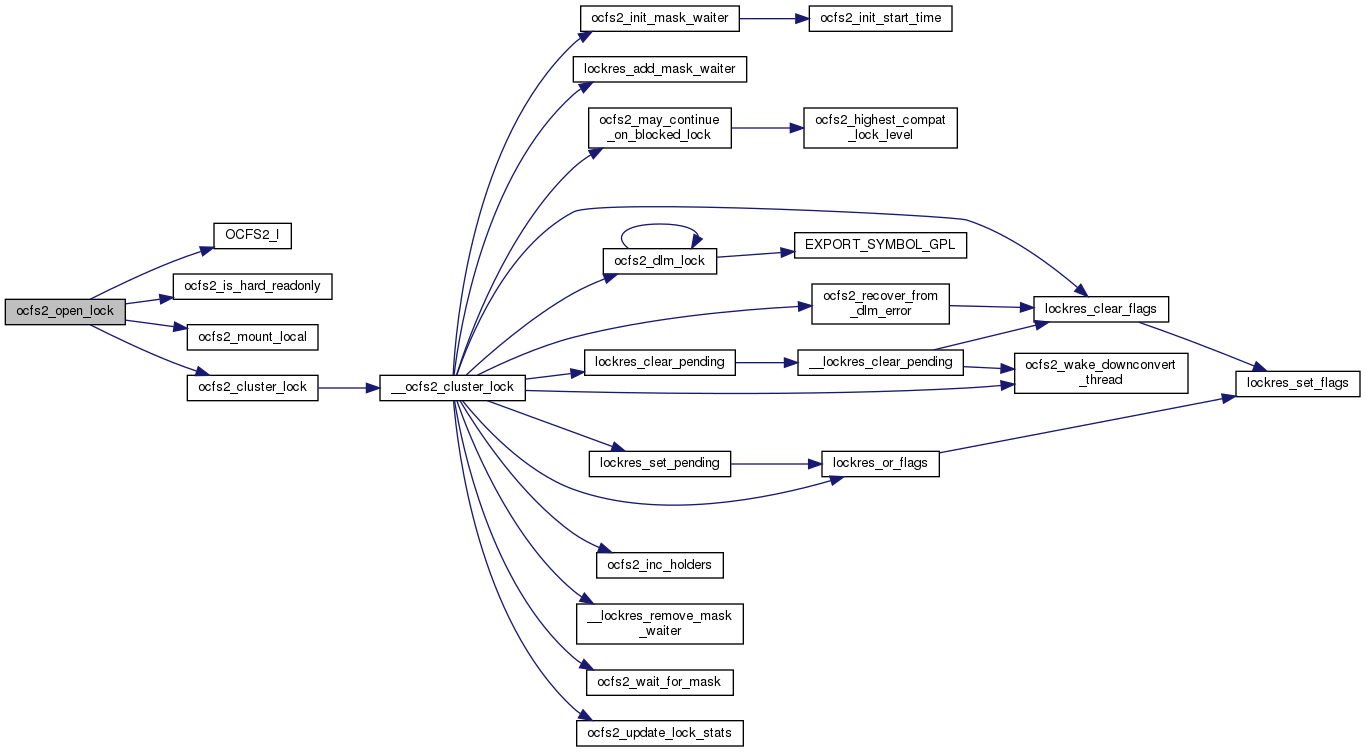 ocfs2_init_mask_waiter
ocfs2_init_start_time
lockres_add_mask_waiter
ocfs2_may_continue
_on_blocked_lock
ocfs2_highest_compat
_lock_level
OCFS2_I
EXPORT_SYMBOL_GPL
ocfs2_dlm_lock
ocfs2_is_hard_readonly
ocfs2_recover_from
_dlm_error
lockres_clear_flags
ocfs2_open_lock
ocfs2_mount_local
lockres_clear_pending
__lockres_clear_pending
ocfs2_wake_downconvert
_thread
ocfs2_cluster_lock
__ocfs2_cluster_lock
lockres_set_flags
lockres_set_pending
lockres_or_flags
ocfs2_inc_holders
__lockres_remove_mask
_waiter
ocfs2_wait_for_mask
ocfs2_update_lock_stats